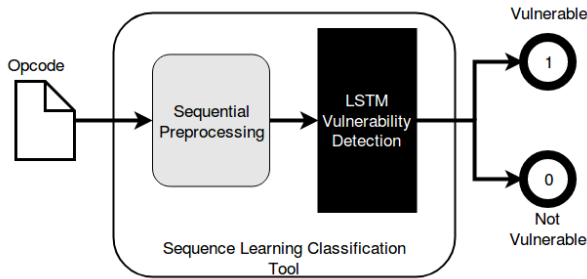 Opcode
Sequential
Preprocessing
LSTM
Vulnerability
Detection
Sequence Learning Classification
Tool
Vulnerable
1
0
Not
Vulnerable